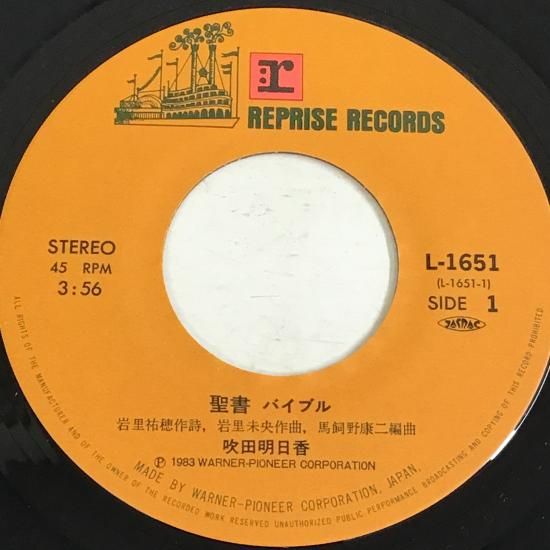 r
REPRISE RECORDS
STEREO
45 RPM
3:56
L-1651
(L-1651-1)
SIDE 1
JASRAC
聖書 バイブル
岩里祐穂作詩, 岩里未央作曲, 馬飼野康二編曲
吹田明日香
Ⓟ 1983 WARNER-PIONEER CORPORATION
MADE BY WARNER-PIONEER CORPORATION, JAPAN.
ALL RIGHTS OF THE MANUFACTURER AND OF THE OWNER OF THE RECORDED WORK RESERVED UNAUTHORIZED PUBLIC PERFORMANCE BROADCASTING AND COPYING OF THIS RECORD PROHIBITED